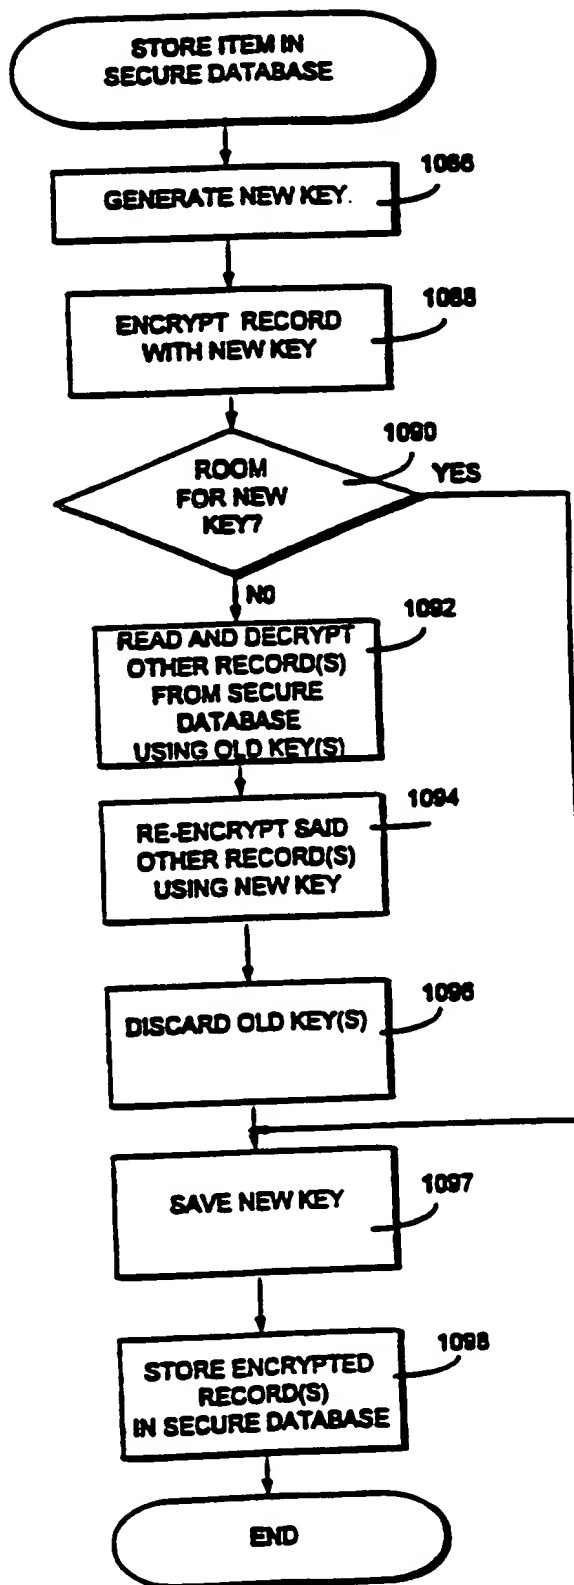 STORE ITEM IN
SECURE DATABASE
1086
GENERATE NEW KEY.
1088
ENCRYPT RECORD
WITH NEW KEY
1090
ROOM
FOR NEW
KEY?
YES
NO
1092
READ AND DECRYPT
OTHER RECORD(S)
FROM SECURE
DATABASE
USING OLD KEY(S)
1094
RE-ENCRYPT SAID
OTHER RECORD(S)
USING NEW KEY
1096
DISCARD OLD KEY(S)
1097
SAVE NEW KEY
1098
STORE ENCRYPTED
RECORD(S)
IN SECURE DATABASE
END